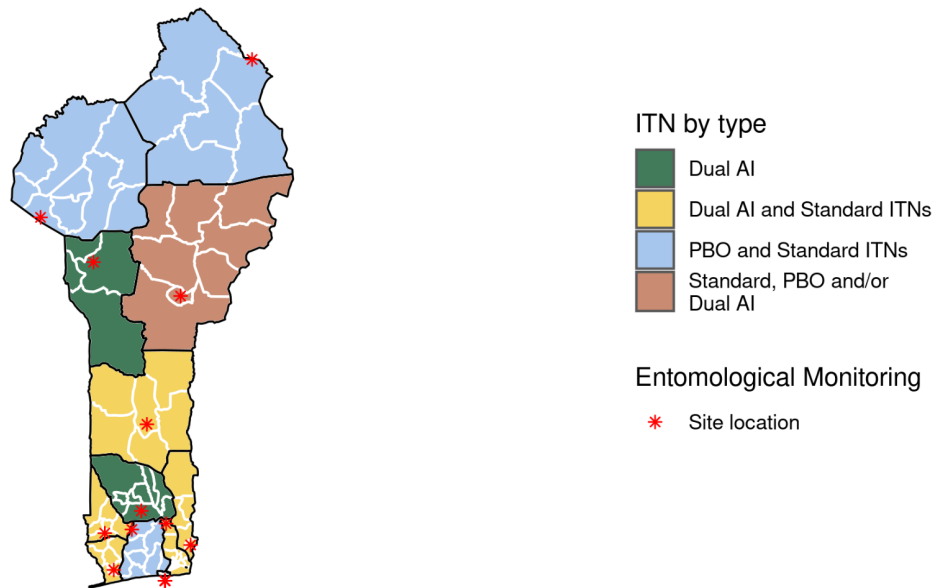 ITN by type
Dual AI
Dual AI and Standard ITNs
PBO and Standard ITNs
Standard, PBO and/or
Dual AI
Entomological Monitoring
Site location